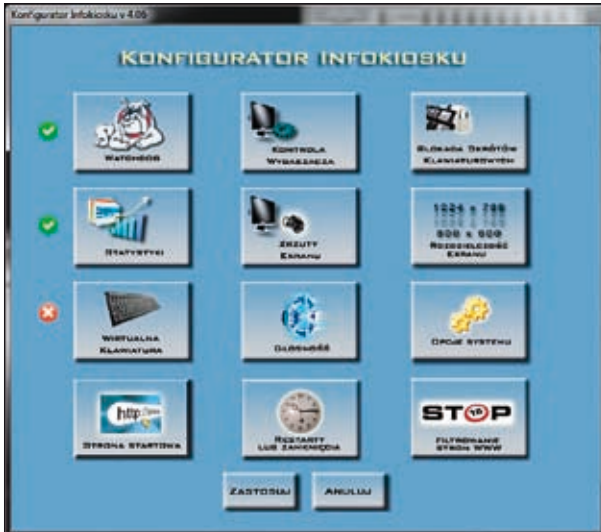 Konfigurator Infokiosku v 4.06
KONFIGURATOR INFOKIOSKU
WATCHDOG
KONTROLA
WYGASZACZA
BLOKADA SKRÓTÓW
KLAWIATUROWYCH
STATYSTYKI
ZRZUTY
EKRANU
1024 x 768
800 x 600
ROZDZIELCZOŚĆ
EKRANU
WIRTUALNA
KLAWIATURA
GŁOŚNOŚĆ
OPCJE SYSTEMU
http
STRONA STARTOWA
RESTARTY
LUB ZAMKNIĘCIA
STOP
FILTROWANIE
STRON WWW
ZASTOSUJ
ANULUJ